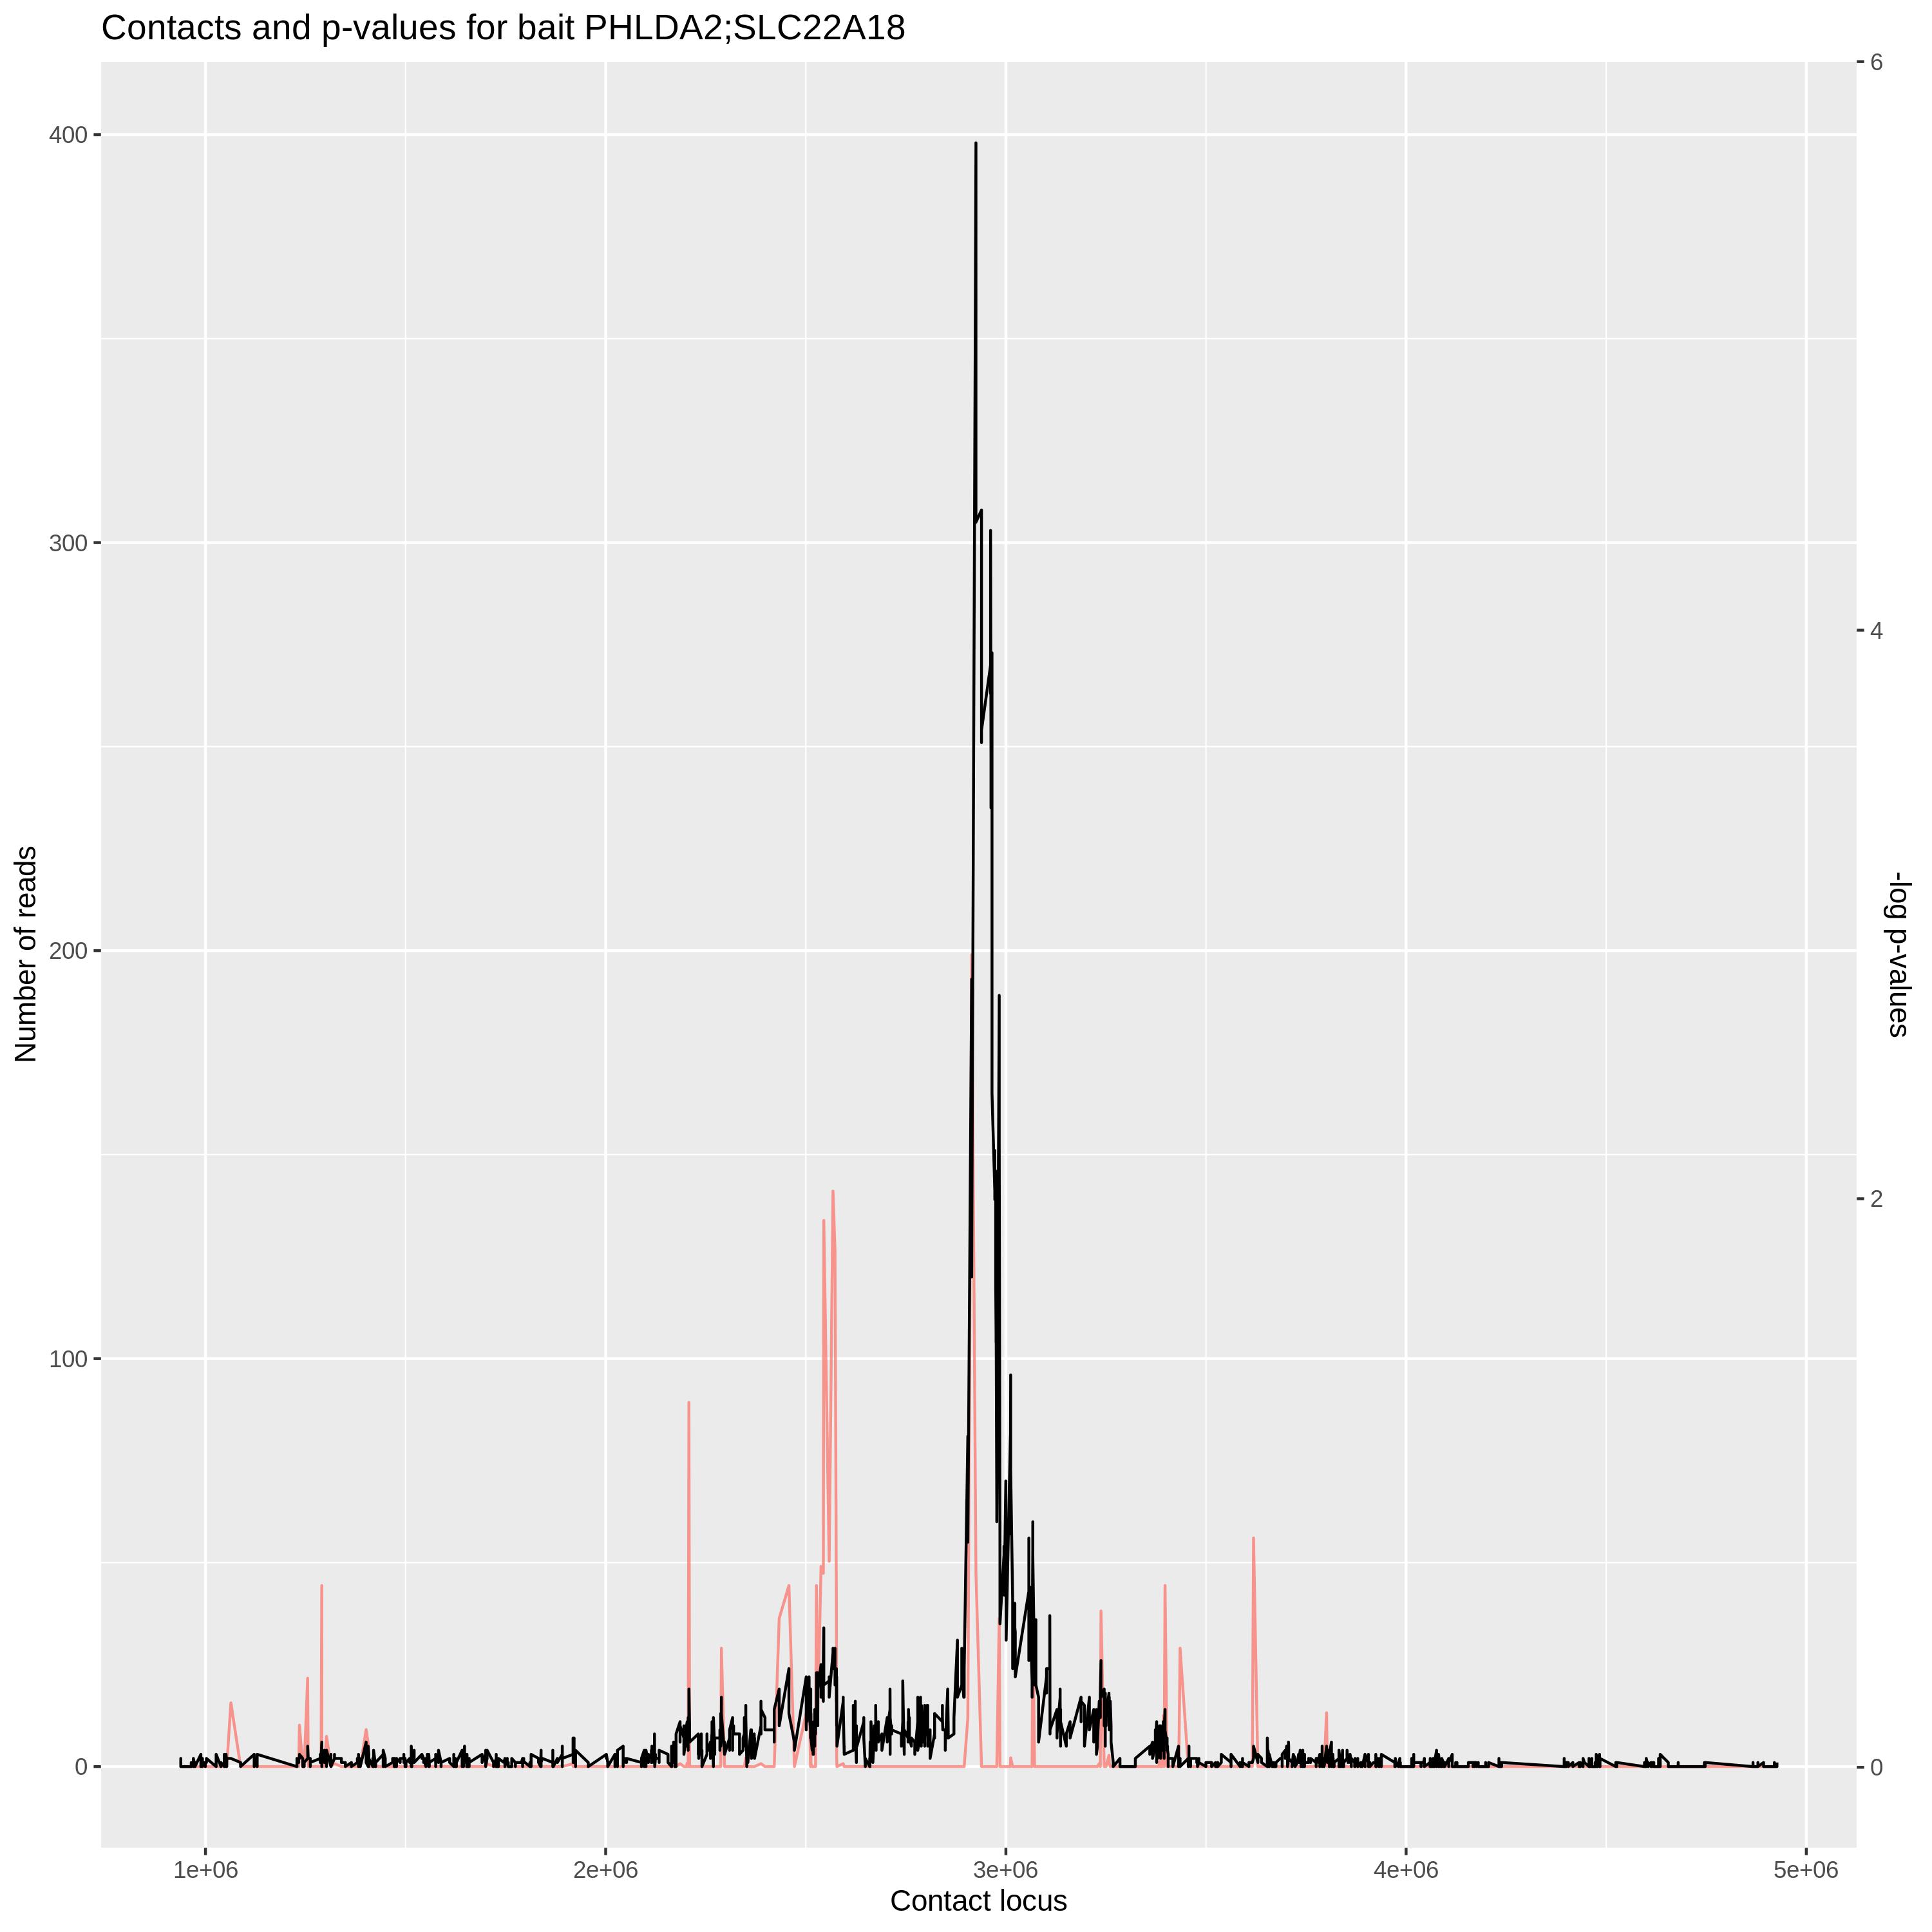 Contacts and p-values for bait PHLDA2;SLC22A18
400
300
200
100
0
Number of reads
6
4
2
0
-log p-values
1e+06
2e+06
3e+06
4e+06
5e+06
Contact locus